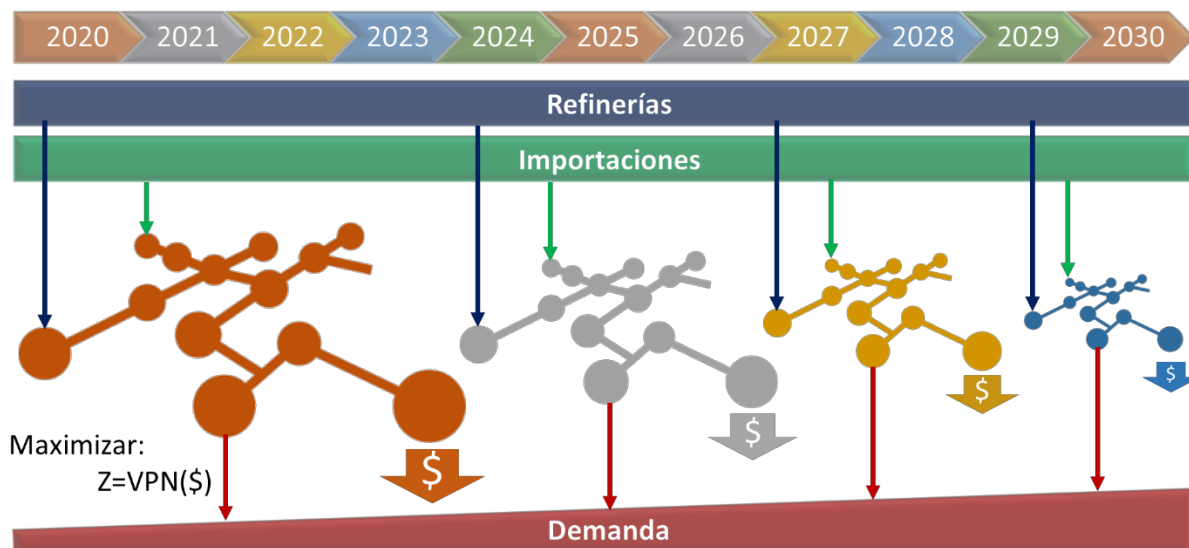 2020 2021 2022 2023 2024 2025 2026 2027 2028 2029 2030
Refinerías
Importaciones
Maximizar:
Z=VPN($)
$ $ $ $
Demanda